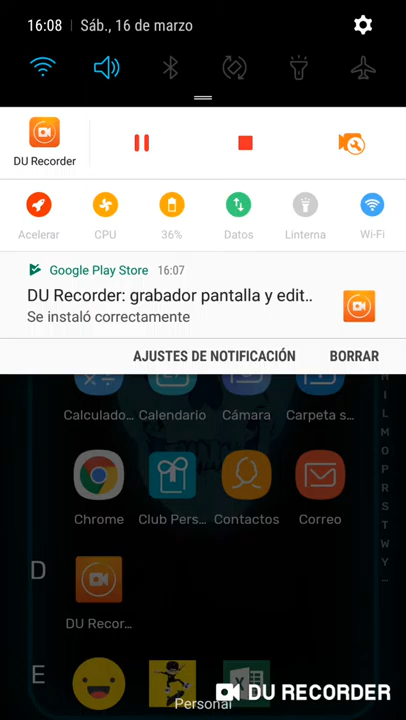 16:08 | Sáb., 16 de marzo
DU Recorder
Acelerar CPU 36% Datos Linterna Wi-Fi
Google Play Store 16:07
DU Recorder: grabador pantalla y edit..
Se instaló correctamente
AJUSTES DE NOTIFICACIÓN BORRAR
Calculado... Calendario Cámara Carpeta s...
Chrome Club Pers... Contactos Correo
D
DU Recor...
E
I
L
M
O
P
R
S
T
W
Y
DU RECORDER
Personal